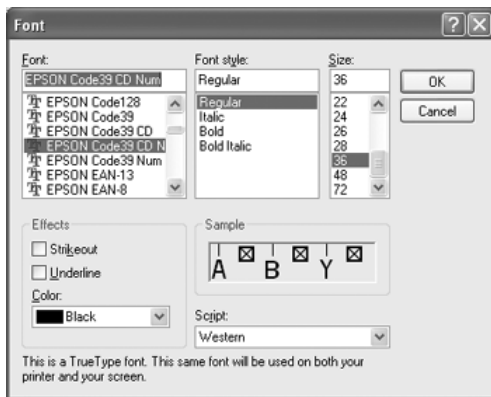 Font
Font:
Font style:
Size:
EPSON Code39 CD Num
Regular
36
OK
EPSON Code128
EPSON Code39
EPSON Code39 CD
EPSON Code39 CD N
EPSON Code39 Num
EPSON EAN-13
EPSON EAN-8
Regular
Italic
Bold
Bold Italic
22
24
26
28
36
48
72
Cancel
Effects
Strikeout
Underline
Color:
Black
Sample
A B Y
Script:
Western
This is a TrueType font. This same font will be used on both your
printer and your screen.